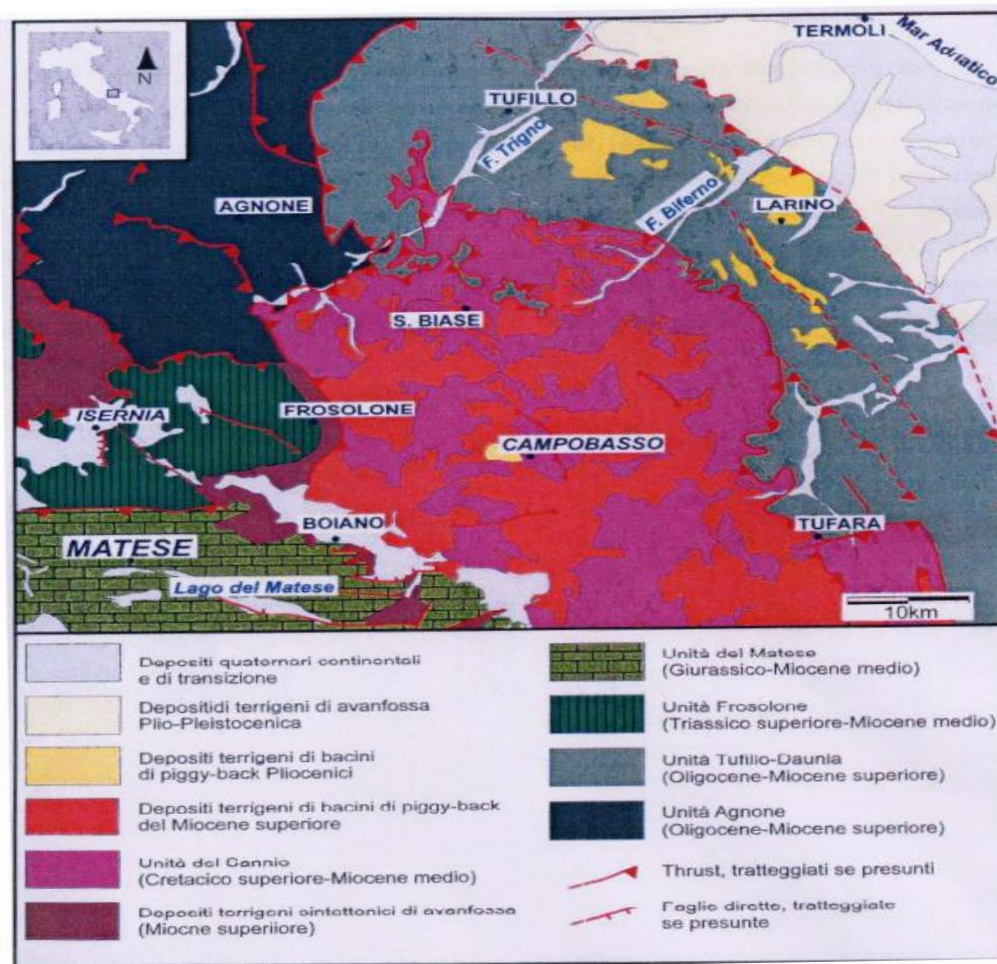 N
TERMOLI
Mar Adriatico
TUFILLO
F. Trigno
AGNONE
F. Biferno
LARINO
S. BIASE
ISERNIA
FROSOLONE
CAMPOBASSO
BOIANO
TUFARA
MATESE
Lago del Matese
10km
Depositi quaternari continentali
e di transizione
Depositidi terrigeni di avanfossa
Plio-Pleistocenica
Depositi terrigeni di bacini
di piggy-back Pliocenici
Depositi terrigeni di bacini di piggy-back
del Miocene superiore
Unità del Sannio
(Cretacico superiore-Miocene medio)
Depositi terrigeni sintettonici di avanfossa
(Miocne superiiore)
Unità del Matese
(Giurassico-Miocene medio)
Unità Frosolone
(Triassico superiore-Miocene medio)
Unità Tufillo-Daunia
(Oligocene-Miocene superiore)
Unità Agnone
(Oligocene-Miocene superiore)
Thrust, tratteggiati se presunti
Faglie dirette, tratteggiate
se presunte